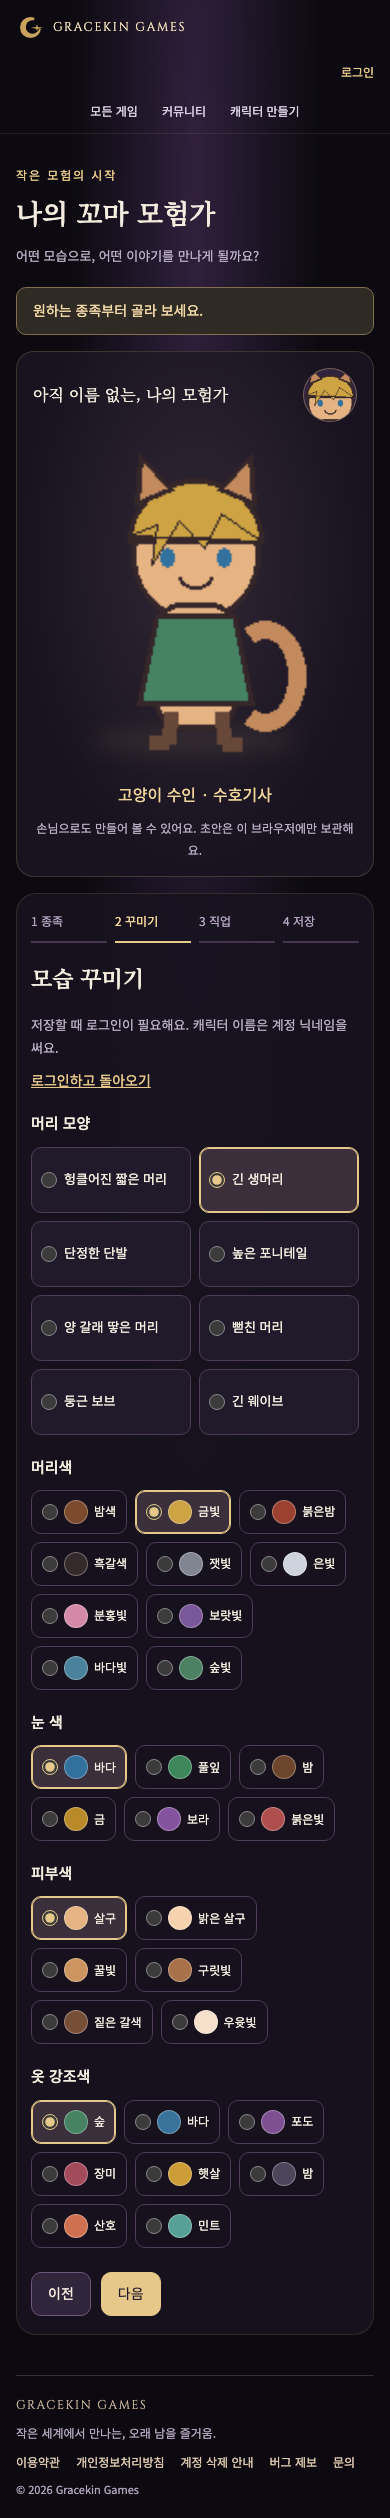 GRACEKIN GAMES
로그인
모든 게임 커뮤니티 캐릭터 만들기
작은 모험의 시작
나의 꼬마 모험가
어떤 모습으로, 어떤 이야기를 만나게 될까요?
원하는 종족부터 골라 보세요.
아직 이름 없는, 나의 모험가
고양이 수인 · 수호기사
손님으로도 만들어 볼 수 있어요. 초안은 이 브라우저에만 보관해
요.
1 종족 2 꾸미기 3 직업 4 저장
모습 꾸미기
저장할 때 로그인이 필요해요. 캐릭터 이름은 계정 닉네임을
써요.
로그인하고 돌아오기
머리 모양
헝클어진 짧은 머리 긴 생머리
단정한 단발 높은 포니테일
양 갈래 땋은 머리 뻗친 머리
둥근 보브 긴 웨이브
머리색
밤색 금빛 붉은밤
흑갈색 잿빛 은빛
분홍빛 보랏빛
바다빛 숲빛
눈 색
바다 풀잎 밤
금 보라 붉은빛
피부색
살구 밝은 살구
꿀빛 구릿빛
짙은 갈색 우윳빛
옷 강조색
숲 바다 포도
장미 햇살 밤
산호 민트
이전 다음
GRACEKIN GAMES
작은 세계에서 만나는, 오래 남을 즐거움.
이용약관 개인정보처리방침 계정 삭제 안내 버그 제보 문의
© 2026 Gracekin Games